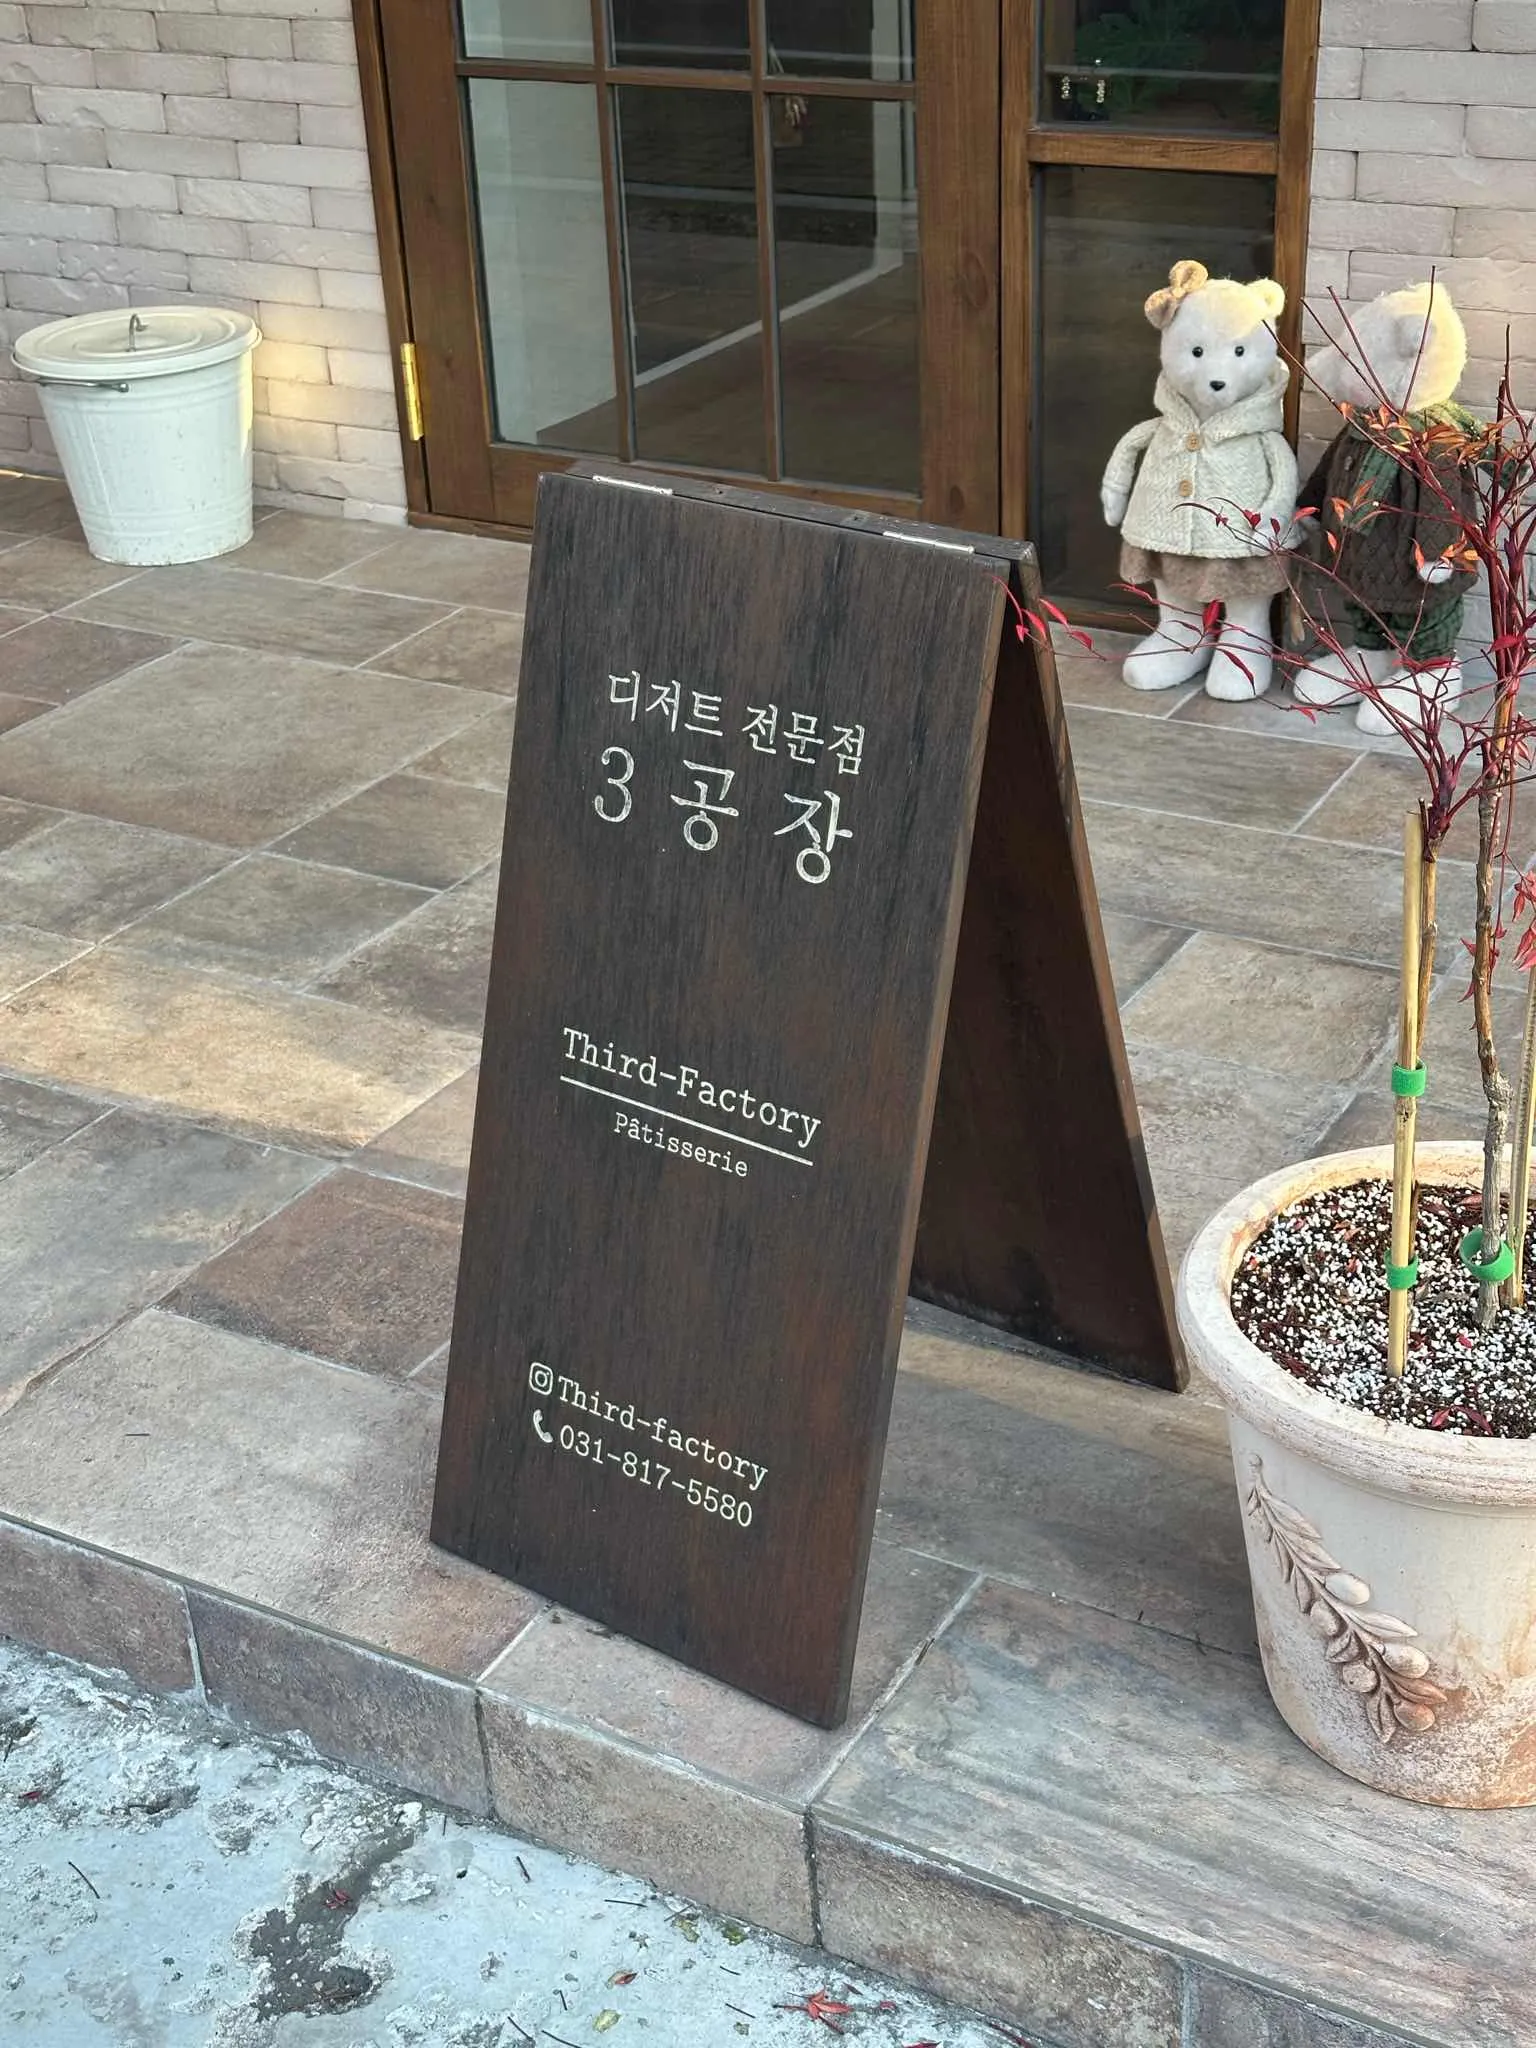 디저트 전문점
3 공 장
Third-Factory
Pâtisserie
Third-factory
031-817-5580